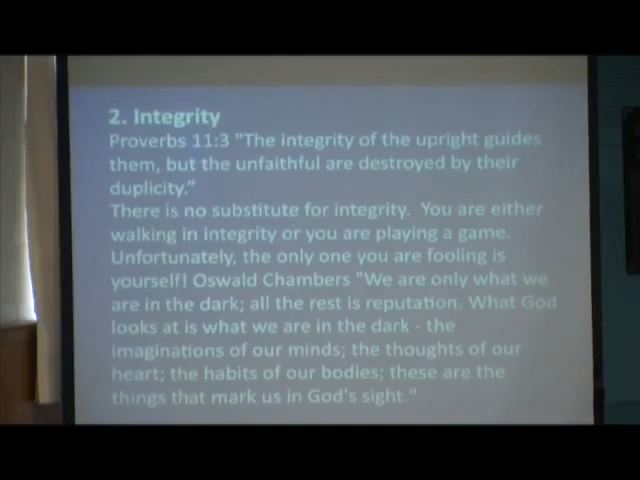 2. Integrity
Proverbs 11:3 "The integrity of the upright guides
them, but the unfaithful are destroyed by their
duplicity."
There is no substitute for integrity.  You are either
walking in integrity or you are playing a game.
Unfortunately, the only one you are fooling is
yourself! Oswald Chambers "We are only what we
are in the dark; all the rest is reputation. What God
looks at is what we are in the dark - the
imaginations of our minds; the thoughts of our
heart; the habits of our bodies; these are the
things that mark us in God's sight."